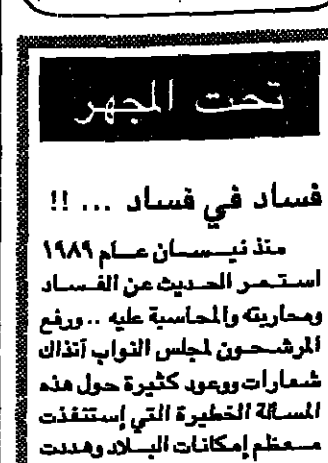 تحت المجهر
فساد في فساد ... !!
منذ نيسان عام ١٩٨٩
استمر الحديث عن الفساد
ومحاربته والمحاسبة عليه .. ورفع
المرشحون لمجلس النواب آنذاك
شعارات ووعود كثيرة حول هذه
المسالة الخطيرة التي إستنفذت
معظم إمكانات البلاد وهددت